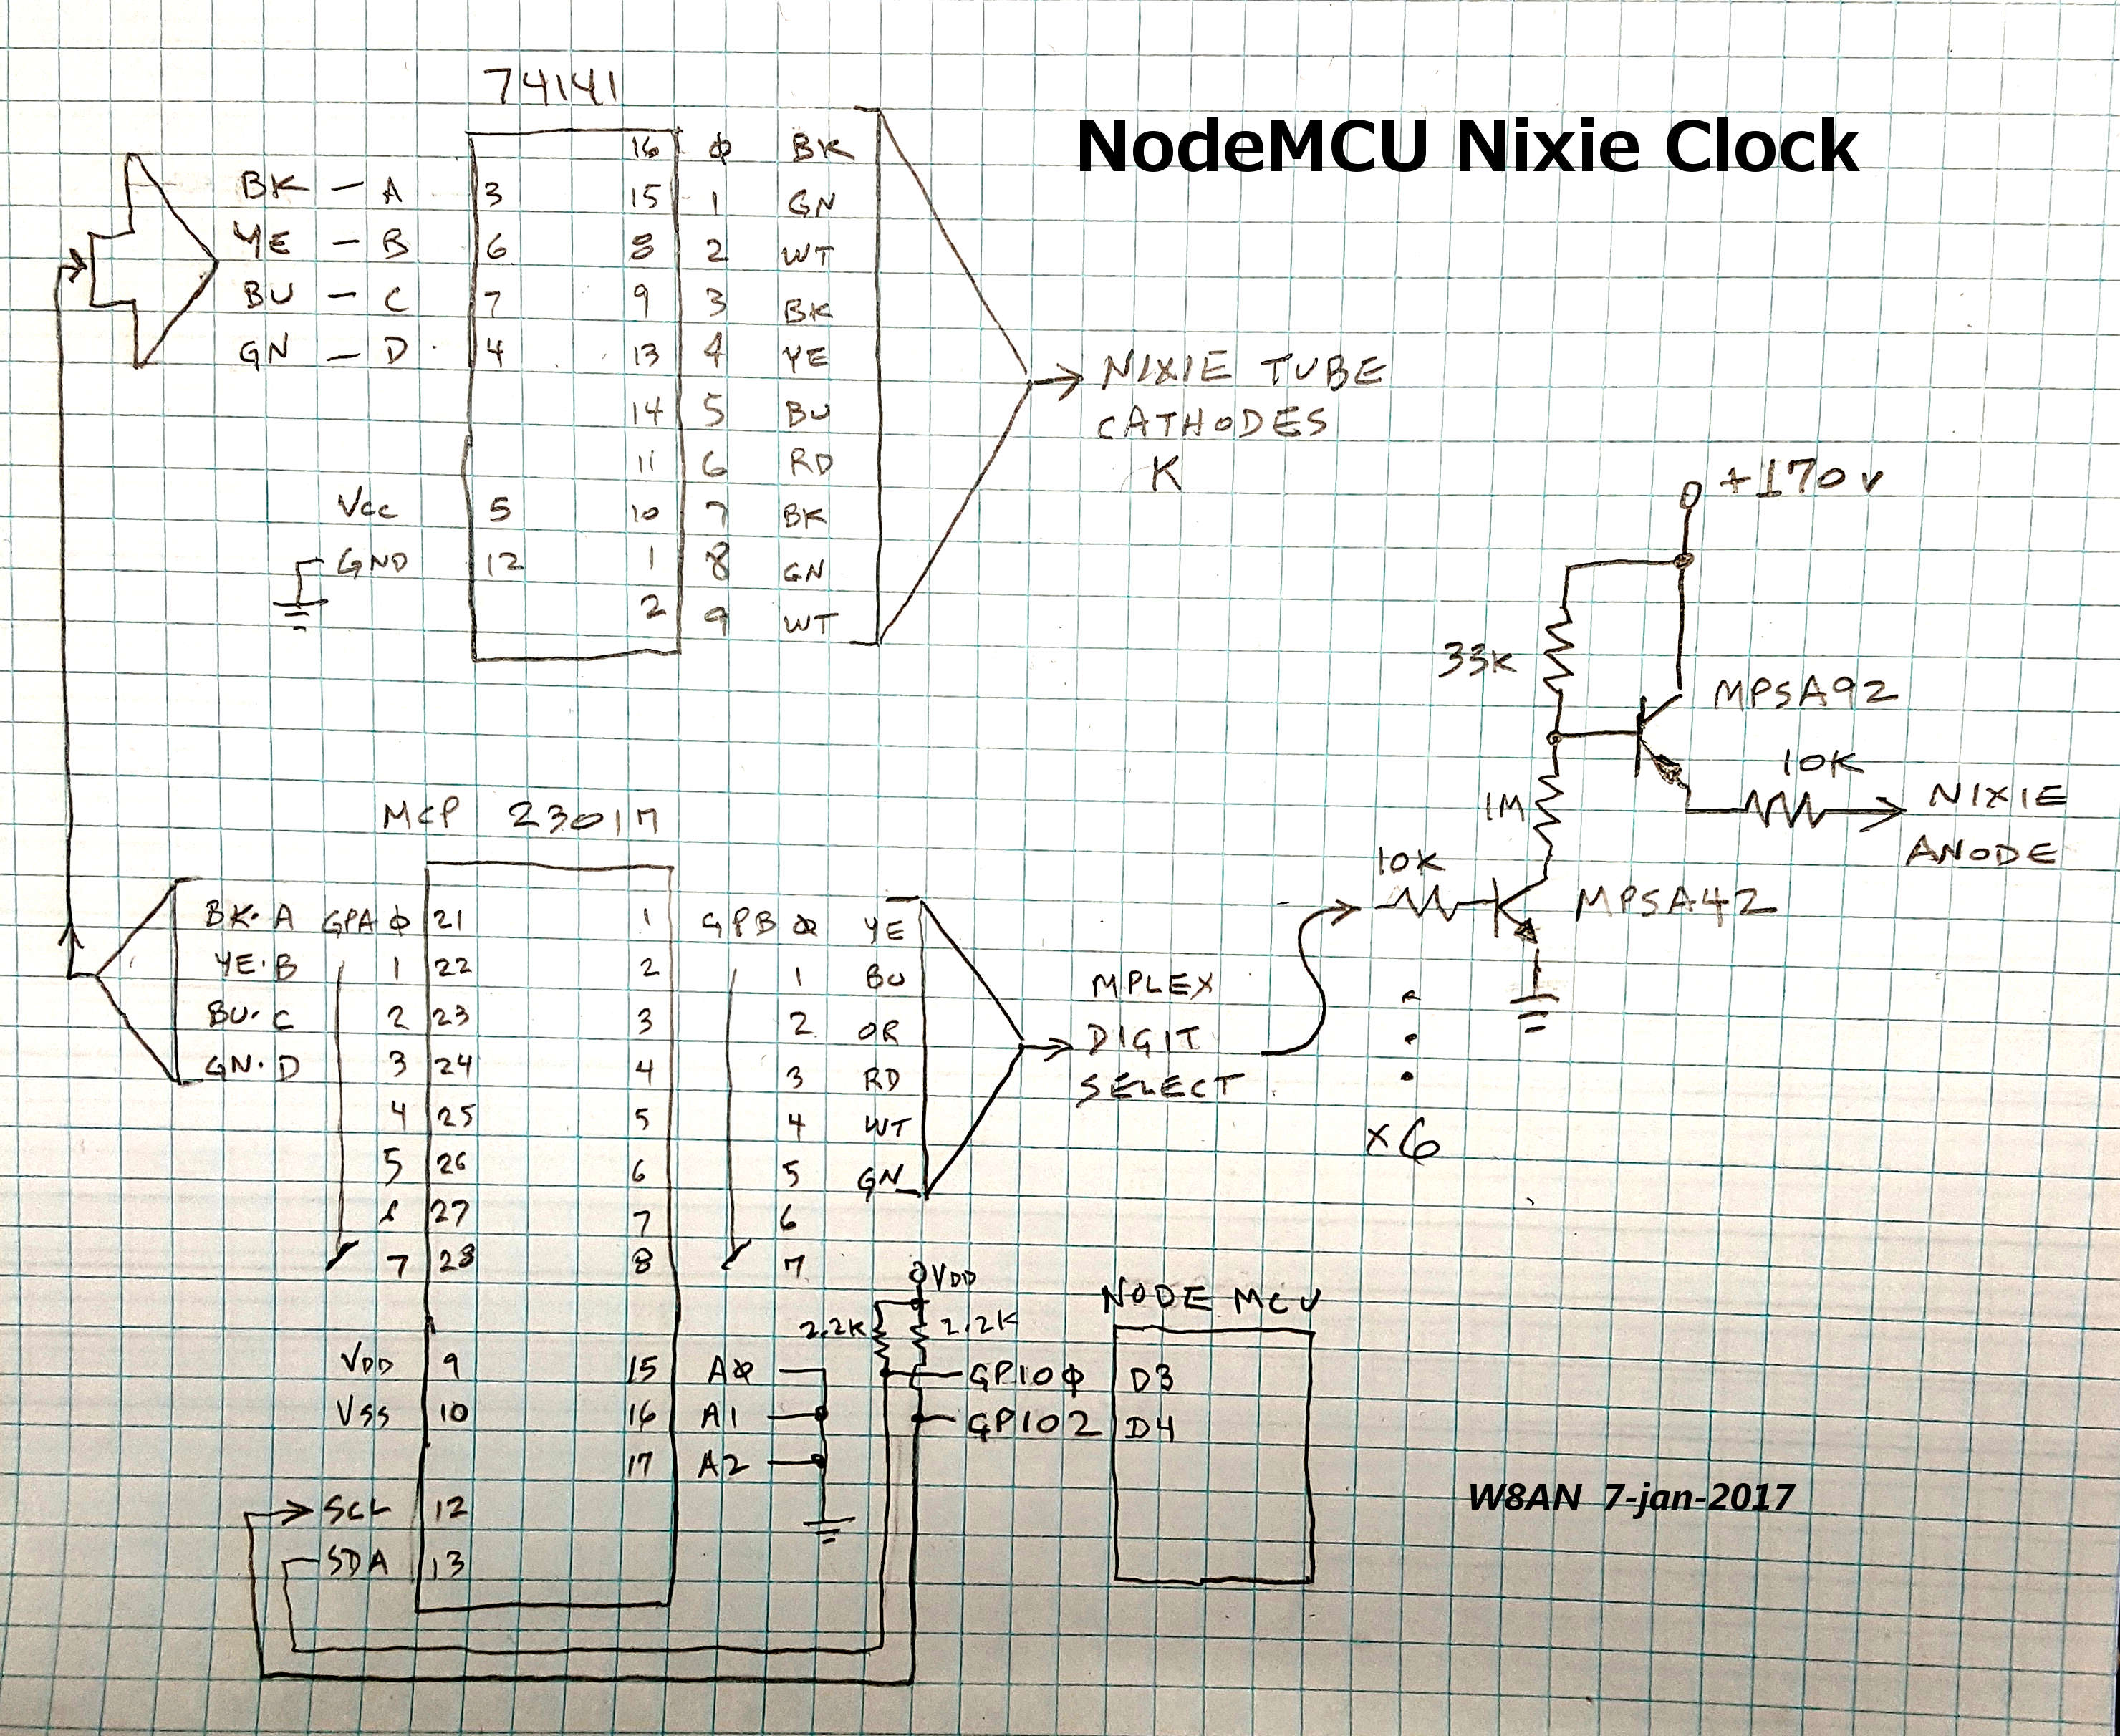 NodeMCU Nixie Clock
74141
16 ϕ BK
BK - A 3 15 1 GN
YE - B 6 8 2 WT
BU - C 7 9 3 BK
GN - D 4 13 4 YE
14 5 BU
11 6 RD
VCC 5 10 7 BK
GND 12 1 8 GN
2 9 WT
→ NIXIE TUBE
CATHODES
K
+170V
33K
MPSA92
10K
NIXIE
ANODE
1M
10K
MPSA42
x6
MCP 23017
BK·A GPA ϕ 21 1 GPB ϕ YE
YE·B 1 22 2 1 BU
BU·C 2 23 3 2 OR
GN·D 3 24 4 3 RD
4 25 5 4 WT
5 26 6 5 GN
6 27 7 6
7 28 8 7
MPLEX
DIGIT
SELECT
VDD
2.2K 2.2K
NODE MCU
VDD 9 15 Aϕ GPIOϕ D3
VSS 10 16 A1 GPIO2 D4
17 A2
SCL 12
SDA 13
W8AN 7-jan-2017